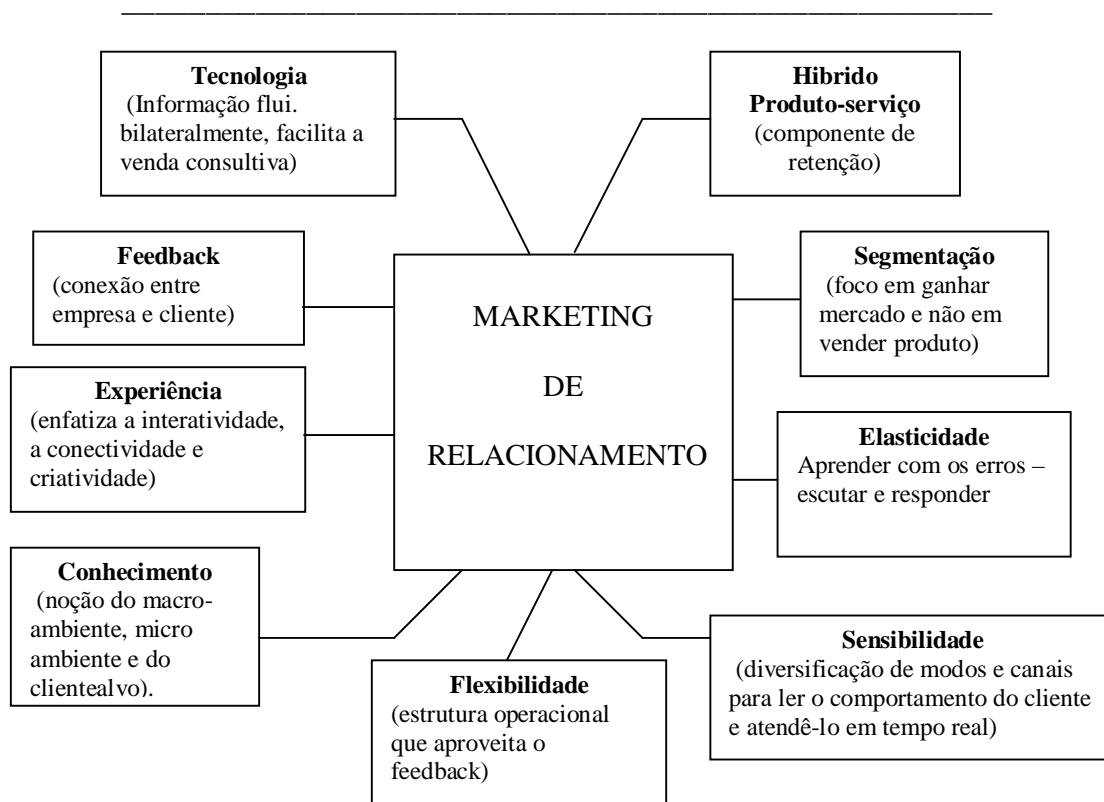 Tecnologia
(Informação flui.
bilateralmente, facilita a
venda consultiva)
Hibrido
Produto-serviço
(componente de
retenção)
Feedback
(conexão entre
empresa e cliente)
Segmentação
(foco em ganhar
mercado e não em
vender produto)
MARKETING
DE
RELACIONAMENTO
Experiência
(enfatiza a interatividade,
a conectividade e
criatividade)
Elasticidade
Aprender com os erros –
escutar e responder
Conhecimento
(noção do macro-
ambiente, micro
ambiente e do
clientealvo).
Flexibilidade
(estrutura operacional
que aproveita o
feedback)
Sensibilidade
(diversificação de modos e canais
para ler o comportamento do cliente
e atendê-lo em tempo real)